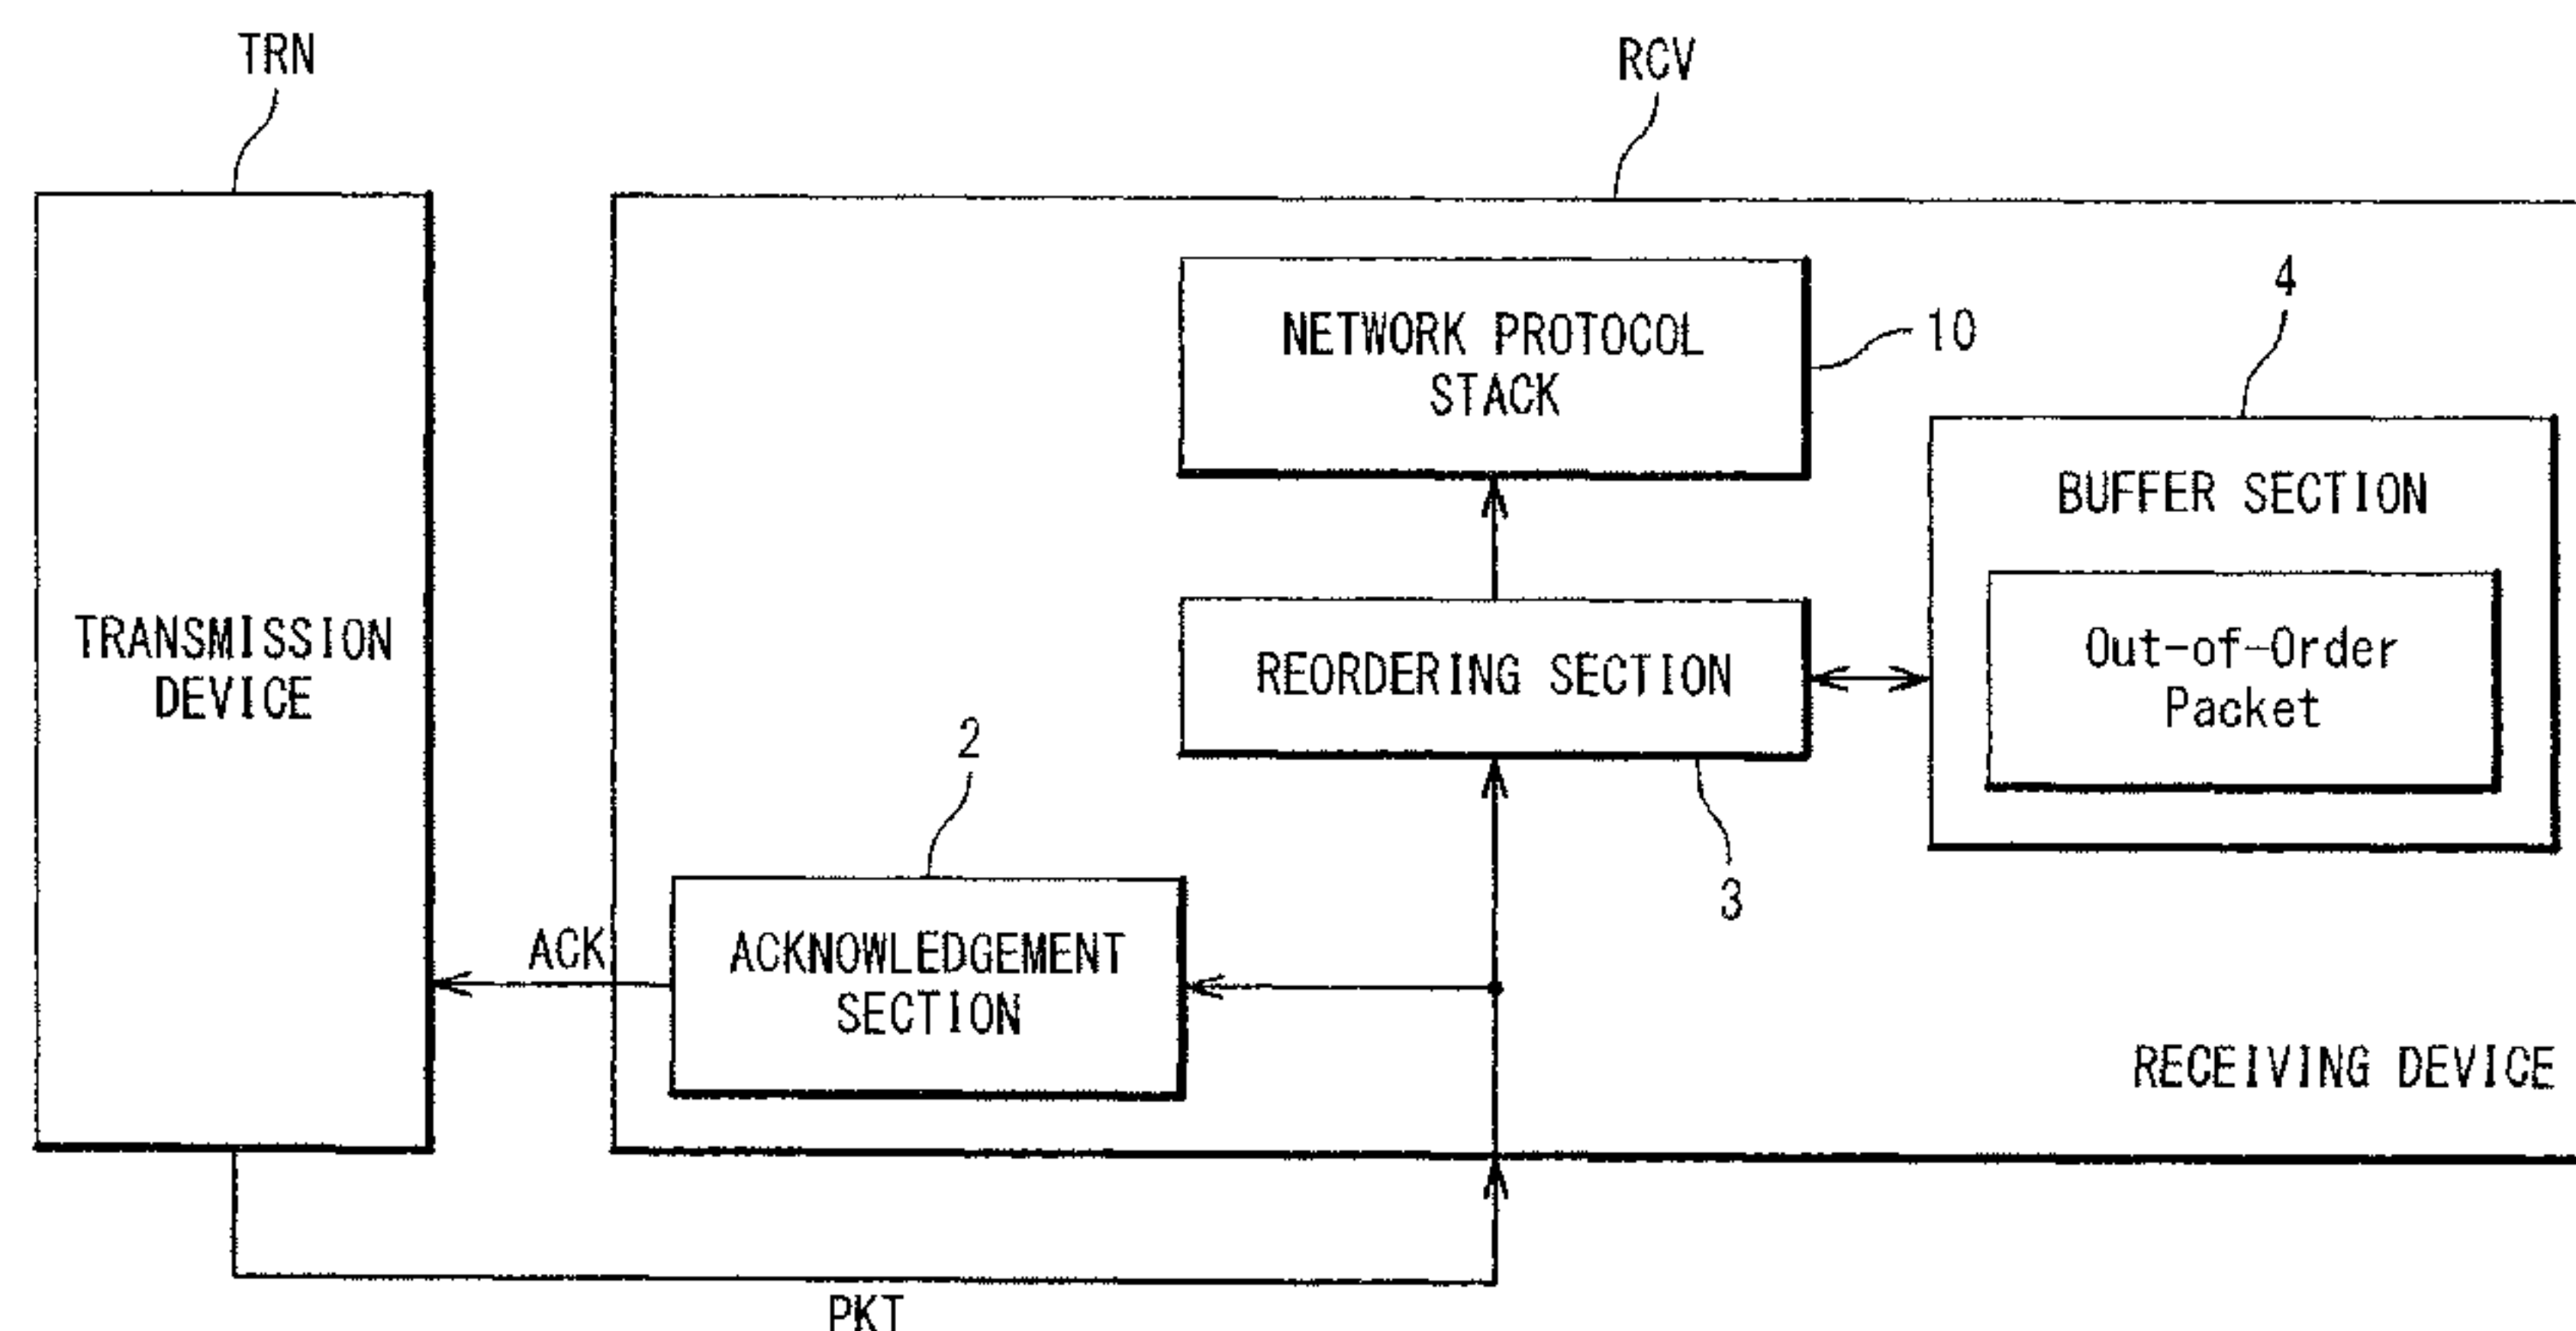 TRN
RCV
NETWORK PROTOCOL
STACK
10
4
BUFFER SECTION
Out-of-Order
Packet
TRANSMISSION
DEVICE
REORDERING SECTION
3
2
ACK
ACKNOWLEDGEMENT
SECTION
RECEIVING DEVICE
PKT